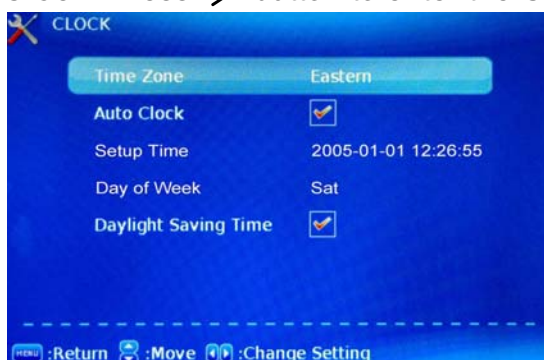 CLOCK
Time Zone Eastern
Auto Clock
Setup Time 2005-01-01 12:26:55
Day of Week Sat
Daylight Saving Time
MENU :Return :Move :Change Setting